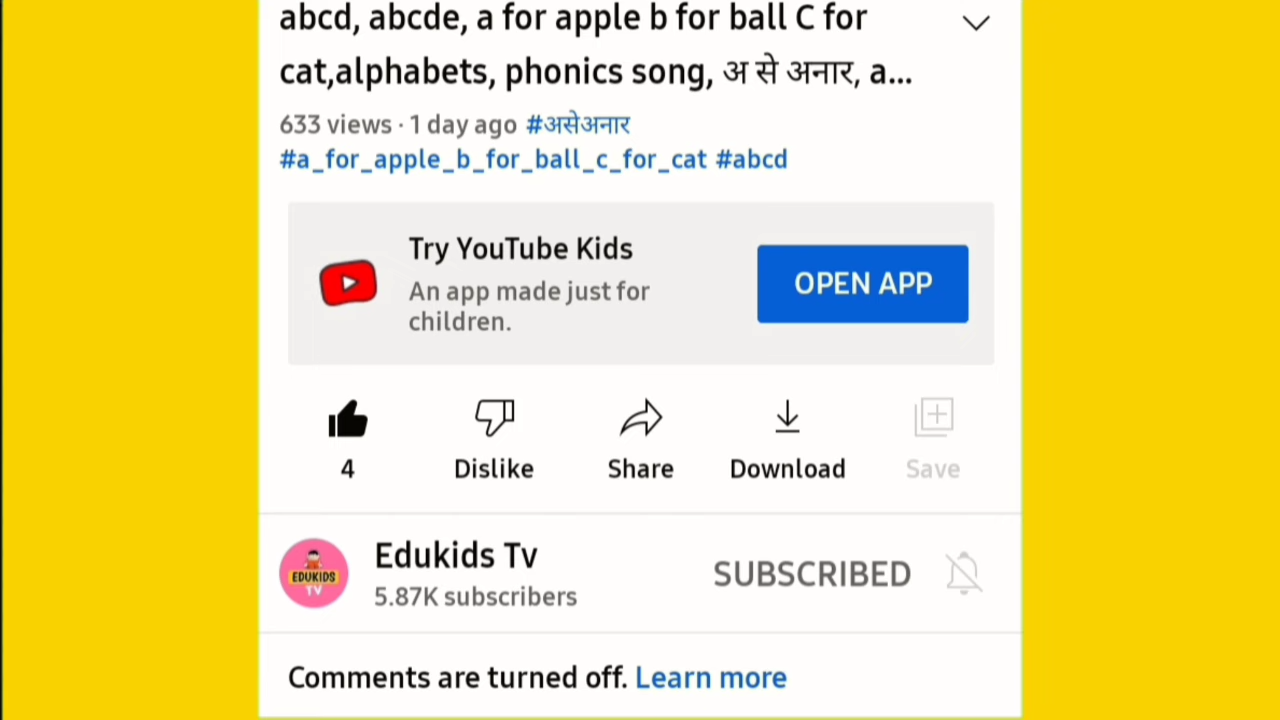 abcd, abcde, a for apple b for ball C for
cat,alphabets, phonics song, अ से अनार, a...
633 views · 1 day ago #असेअनार
#a_for_apple_b_for_ball_c_for_cat #abcd
Try YouTube Kids
An app made just for
children.
OPEN APP
4
Dislike
Share
Download
Save
EDUKIDS
TV
Edukids Tv
5.87K subscribers
SUBSCRIBED
Comments are turned off. Learn more